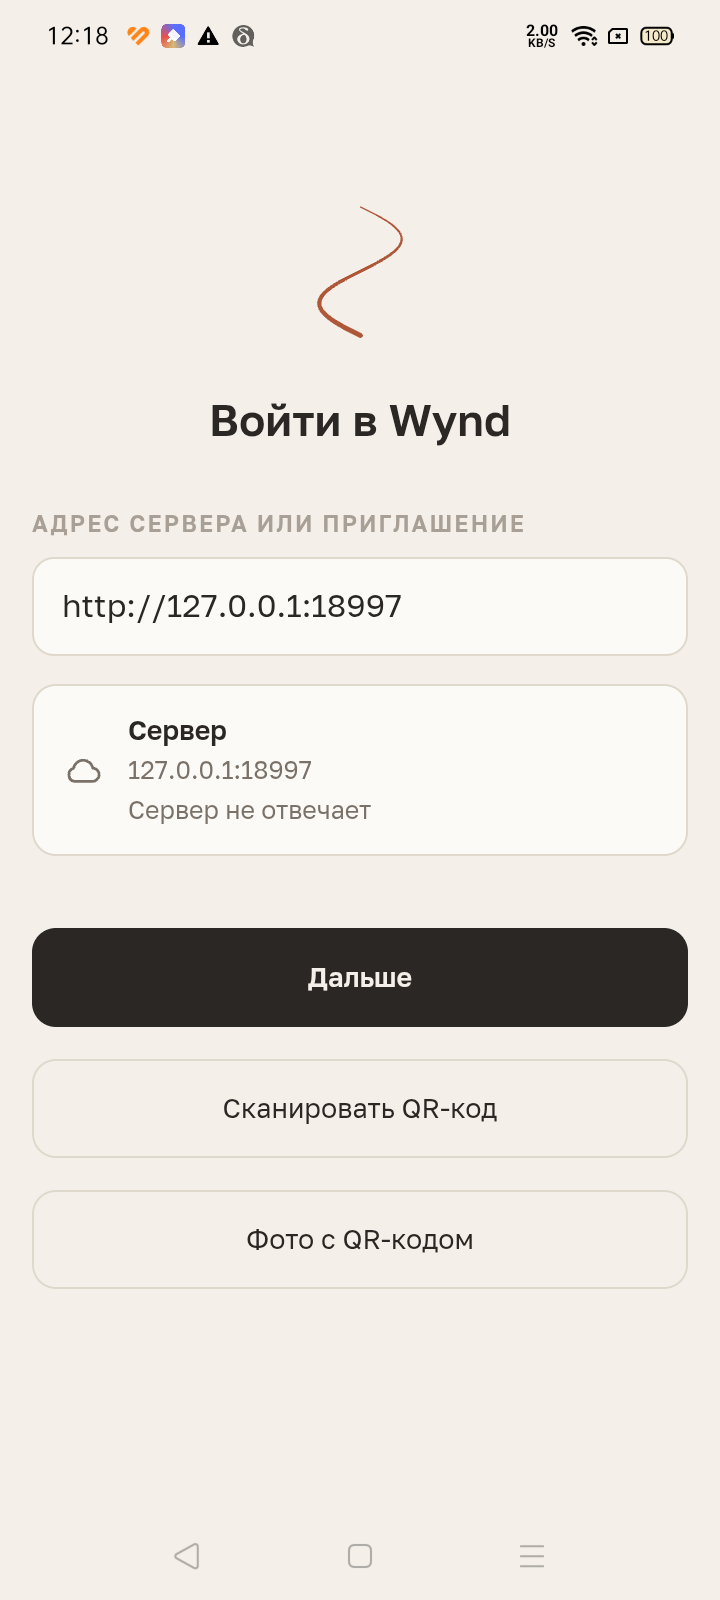 12:18
2.00
KB/S
100
Войти в Wynd
АДРЕС СЕРВЕРА ИЛИ ПРИГЛАШЕНИЕ
http://127.0.0.1:18997
Сервер
127.0.0.1:18997
Сервер не отвечает
Дальше
Сканировать QR-код
Фото с QR-кодом